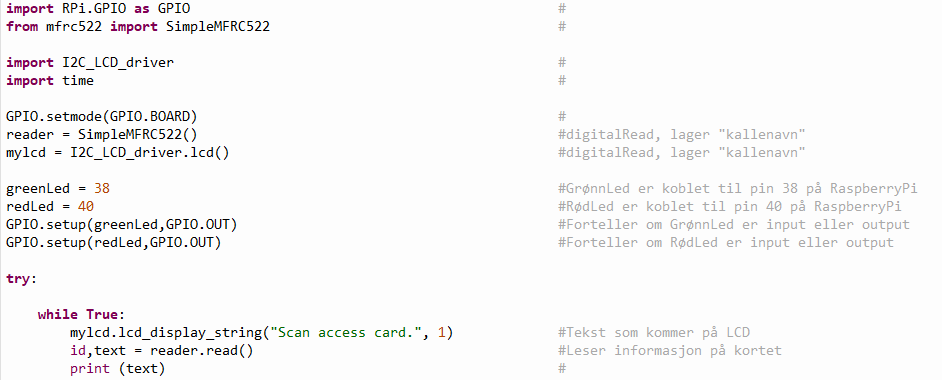 import RPi.GPIO as GPIO #
from mfrc522 import SimpleMFRC522 #
import I2C_LCD_driver #
import time #
GPIO.setmode(GPIO.BOARD) #
reader = SimpleMFRC522() #digitalRead, lager "kallenavn"
mylcd = I2C_LCD_driver.lcd() #digitalRead, lager "kallenavn"
greenLed = 38 #GrønnLed er koblet til pin 38 på RaspberryPi
redLed = 40 #RødLed er koblet til pin 40 på RaspberryPi
GPIO.setup(greenLed,GPIO.OUT) #Forteller om GrønnLed er input eller output
GPIO.setup(redLed,GPIO.OUT) #Forteller om RødLed er input eller output
try:
while True:
mylcd.lcd_display_string("Scan access card.", 1) #Tekst som kommer på LCD
id,text = reader.read() #Leser informasjon på kortet
print (text) #